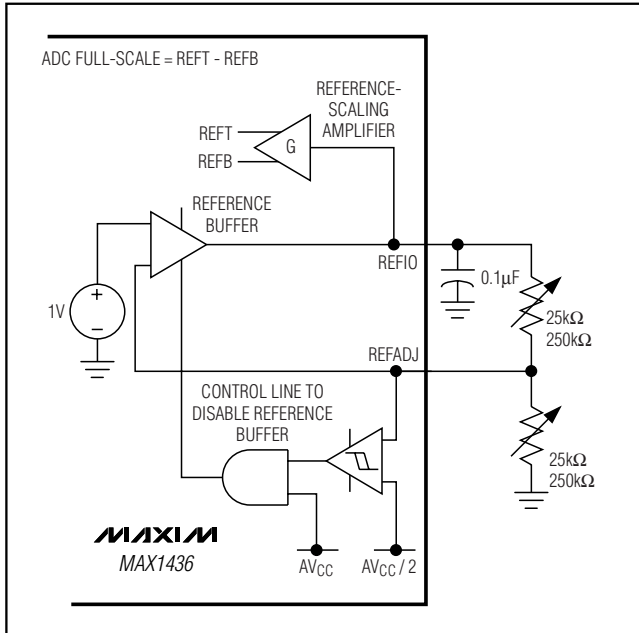 ADC FULL-SCALE = REFT - REFB
REFERENCE-
SCALING
AMPLIFIER
REFT
REFB
G
REFERENCE
BUFFER
REFIO
0.1µF
1V
+
−
25kΩ
250kΩ
REFADJ
CONTROL LINE TO
DISABLE REFERENCE
BUFFER
25kΩ
250kΩ
MAXIM
MAX1436
AVCC
AVCC / 2